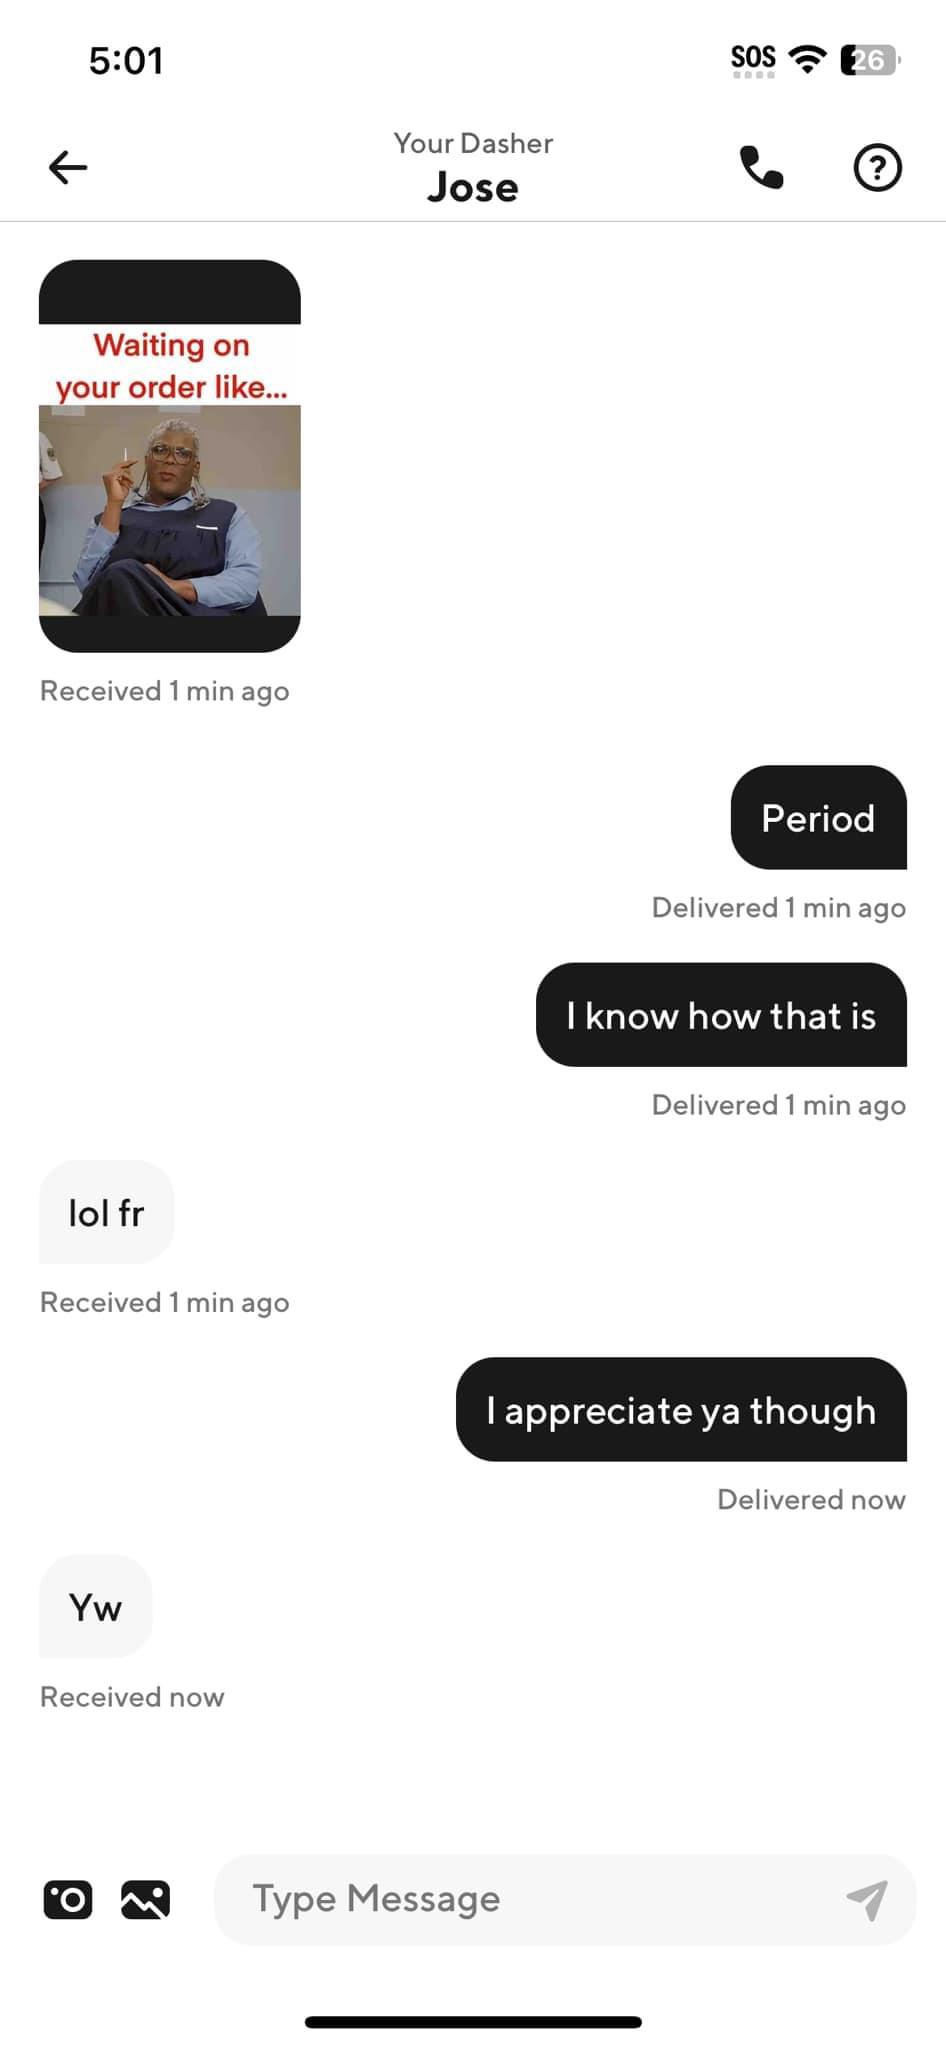 5:01
SOS
26
Your Dasher
Jose
Waiting on
your order like...
Received 1 min ago
Period
Delivered 1 min ago
I know how that is
Delivered 1 min ago
lol fr
Received 1 min ago
I appreciate ya though
Delivered now
Yw
Received now
Type Message